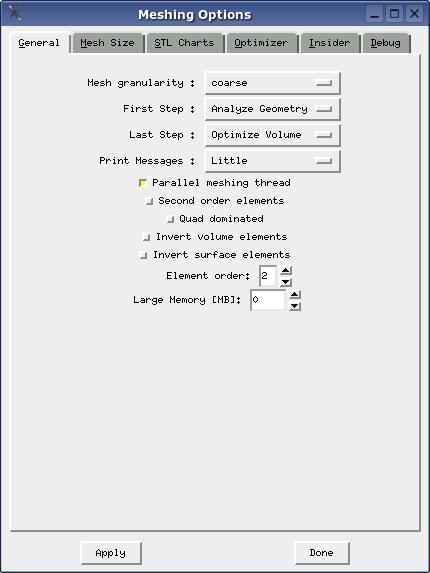 Meshing Options
General Mesh Size STL Charts Optimizer Insider Debug
Mesh granularity : coarse
First Step : Analyze Geometry
Last Step : Optimize Volume
Print Messages : Little
Parallel meshing thread
Second order elements
Quad dominated
Invert volume elements
Invert surface elements
Element order: 2
Large Memory [MB]: 0
Apply Done